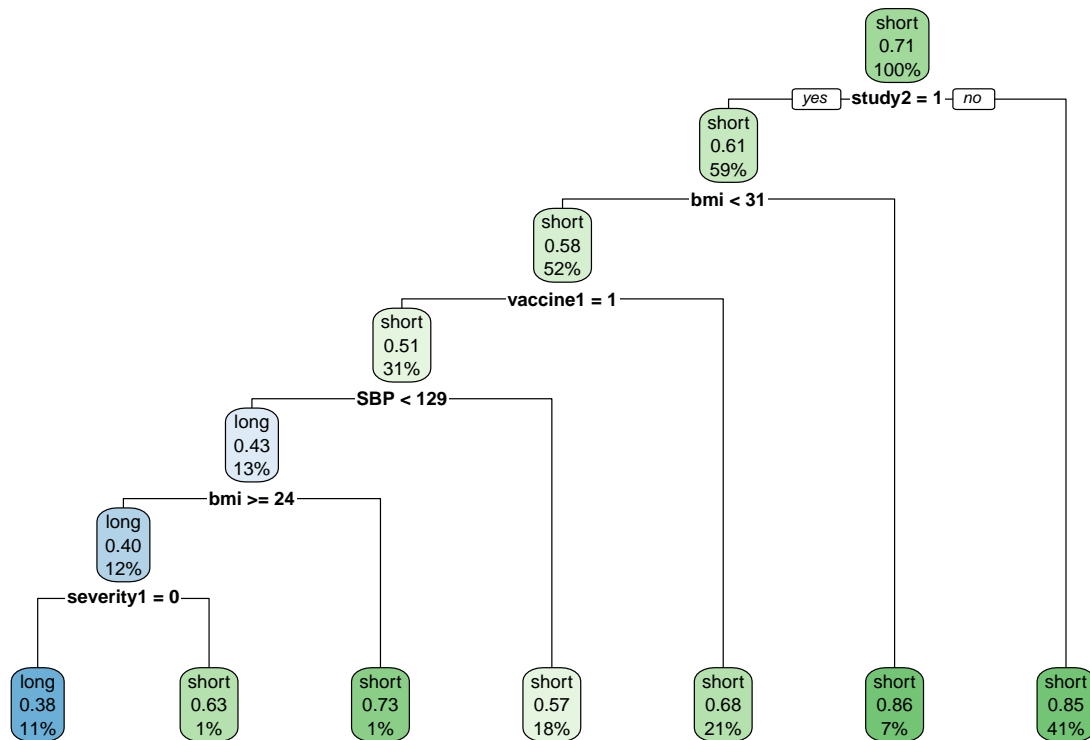 short
0.71
100%
yes study2 = 1 no
short
0.61
59%
bmi < 31
short
0.58
52%
vaccine1 = 1
short
0.51
31%
SBP < 129
long
0.43
13%
bmi >= 24
long
0.40
12%
severity1 = 0
long
0.38
11%
short
0.63
1%
short
0.73
1%
short
0.57
18%
short
0.68
21%
short
0.86
7%
short
0.85
41%